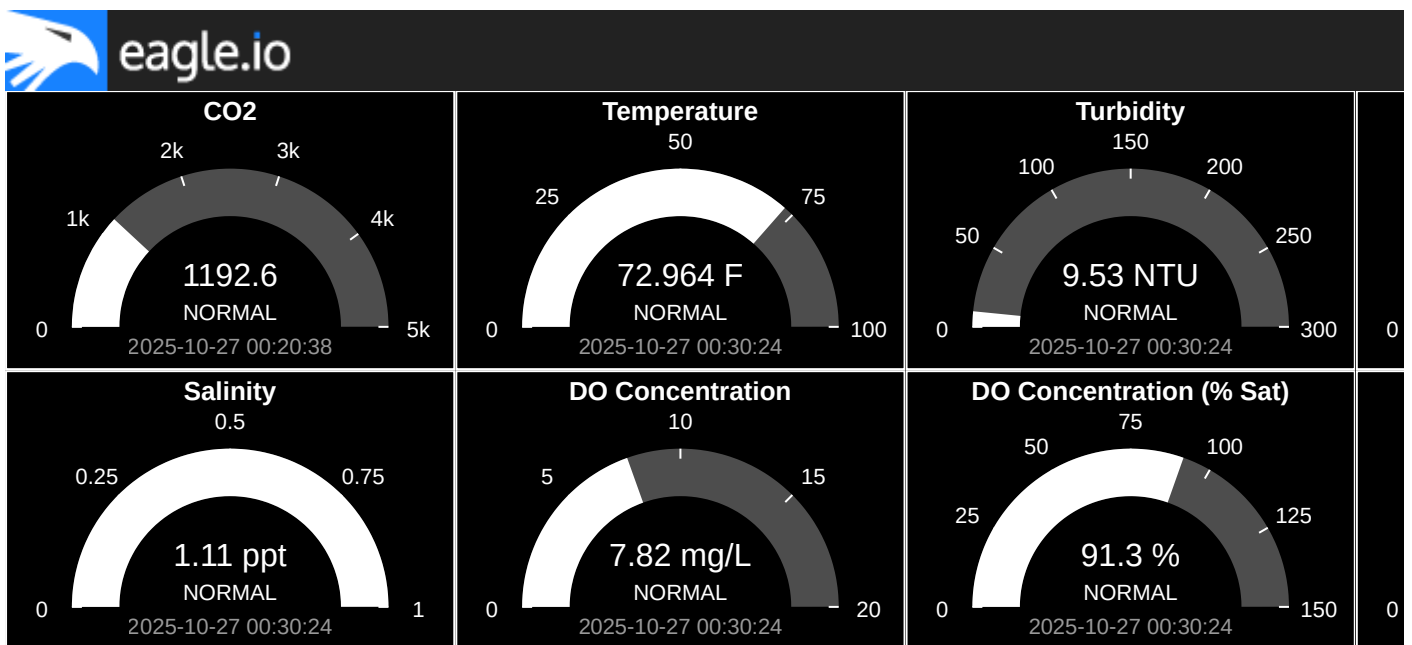 eagle.io
CO2
2k 3k
1k 4k
1192.6
NORMAL
0 5k
2025-10-27 00:20:38
Temperature
50
25 75
72.964 F
NORMAL
0 100
2025-10-27 00:30:24
Turbidity
150
100 200
50 250
9.53 NTU
NORMAL
0 300
2025-10-27 00:30:24
0
Salinity
0.5
0.25 0.75
1.11 ppt
NORMAL
0 1
2025-10-27 00:30:24
DO Concentration
10
5 15
7.82 mg/L
NORMAL
0 20
2025-10-27 00:30:24
DO Concentration (% Sat)
75
50 100
25 125
91.3 %
NORMAL
0 150
2025-10-27 00:30:24
0